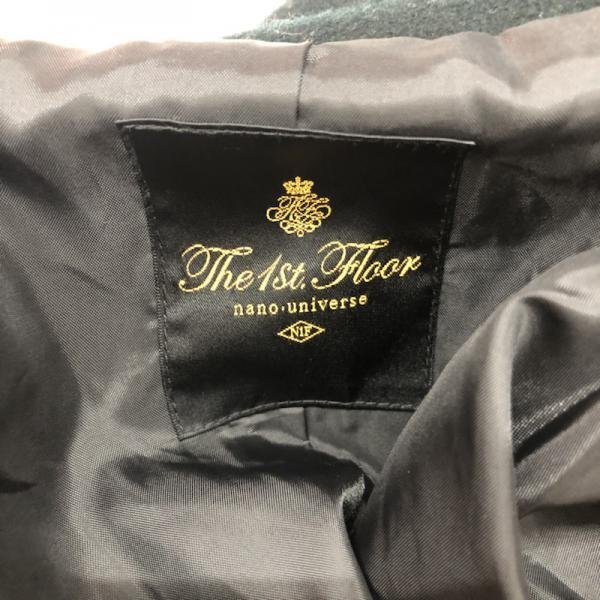 The 1st. Floor
nano·universe
N1F